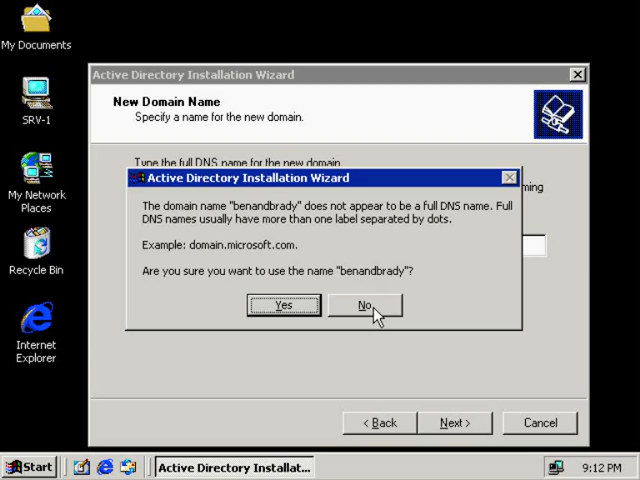 My Documents
SRV-1
My Network
Places
Recycle Bin
Internet
Explorer
Active Directory Installation Wizard
New Domain Name
Specify a name for the new domain.
Type the full DNS name for the new domain
ming
Active Directory Installation Wizard
The domain name "benandbrady" does not appear to be a full DNS name. Full
DNS names usually have more than one label separated by dots.
Example: domain.microsoft.com.
Are you sure you want to use the name "benandbrady"?
Yes
No
< Back
Next >
Cancel
Start
Active Directory Installat...
9:12 PM